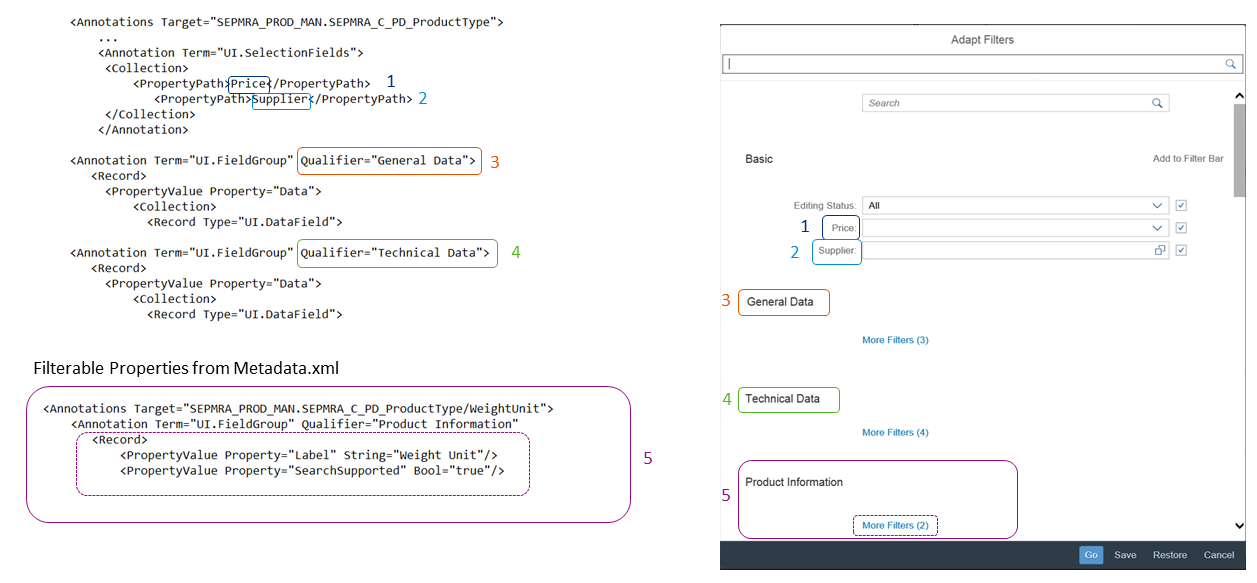 <Annotations Target="SEPMRA_PROD_MAN.SEPMRA_C_PD_ProductType">
...
<Annotation Term="UI.SelectionFields">
<Collection>
<PropertyPath>Price</PropertyPath> 1
<PropertyPath>Supplier</PropertyPath> 2
</Collection>
</Annotation>
<Annotation Term="UI.FieldGroup" Qualifier="General Data"> 3
<Record>
<PropertyValue Property="Data">
<Collection>
<Record Type="UI.DataField">
<Annotation Term="UI.FieldGroup" Qualifier="Technical Data"> 4
<Record>
<PropertyValue Property="Data">
<Collection>
<Record Type="UI.DataField">
Filterable Properties from Metadata.xml
<Annotations Target="SEPMRA_PROD_MAN.SEPMRA_C_PD_ProductType/WeightUnit">
<Annotation Term="UI.FieldGroup" Qualifier="Product Information"
<Record>
<PropertyValue Property="Label" String="Weight Unit"/>
<PropertyValue Property="SearchSupported" Bool="true"/>
5
Adapt Filters
Search
Basic Add to Filter Bar
Editing Status: All
1 Price:
2 Supplier:
3 General Data
More Filters (3)
4 Technical Data
More Filters (4)
Product Information
5
More Filters (2)
Go Save Restore Cancel